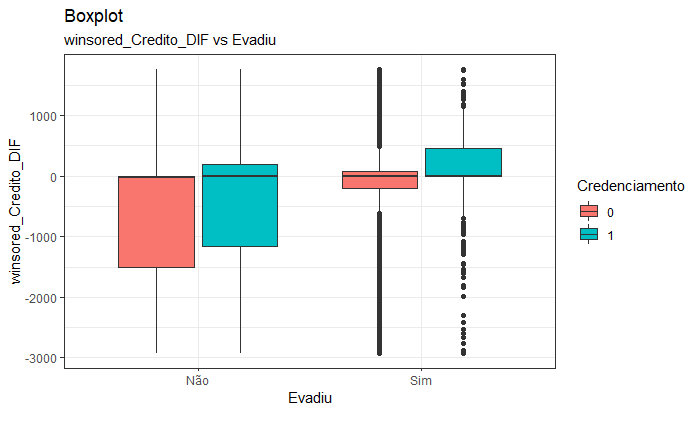 Boxplot
winsored_Credito_DIF vs Evadiu
winsored_Credito_DIF
1000
0
-1000
-2000
-3000
Não
Sim
Evadiu
Credenciamento
0
1